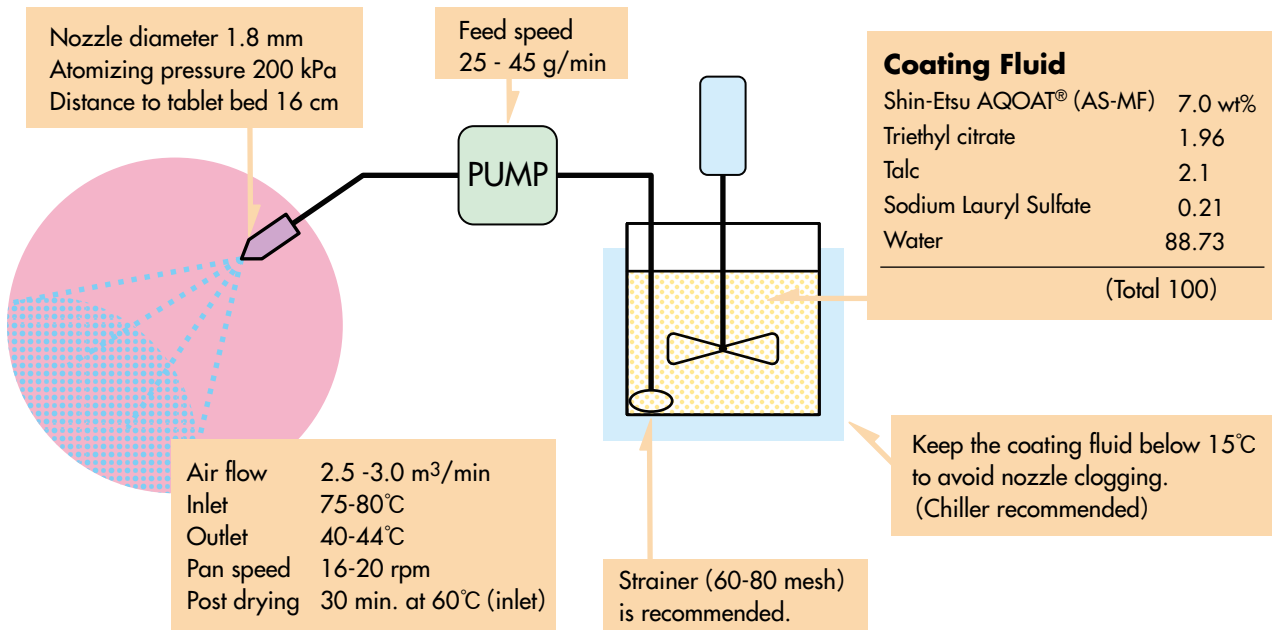 Nozzle diameter 1.8 mm
Atomizing pressure 200 kPa
Distance to tablet bed 16 cm
Feed speed
25 - 45 g/min
PUMP
Coating Fluid
Shin-Etsu AQOAT® (AS-MF) 7.0 wt%
Triethyl citrate 1.96
Talc 2.1
Sodium Lauryl Sulfate 0.21
Water 88.73
(Total 100)
Air flow 2.5 -3.0 m³/min
Inlet 75-80℃
Outlet 40-44℃
Pan speed 16-20 rpm
Post drying 30 min. at 60℃ (inlet)
Strainer (60-80 mesh)
is recommended.
Keep the coating fluid below 15℃
to avoid nozzle clogging.
(Chiller recommended)